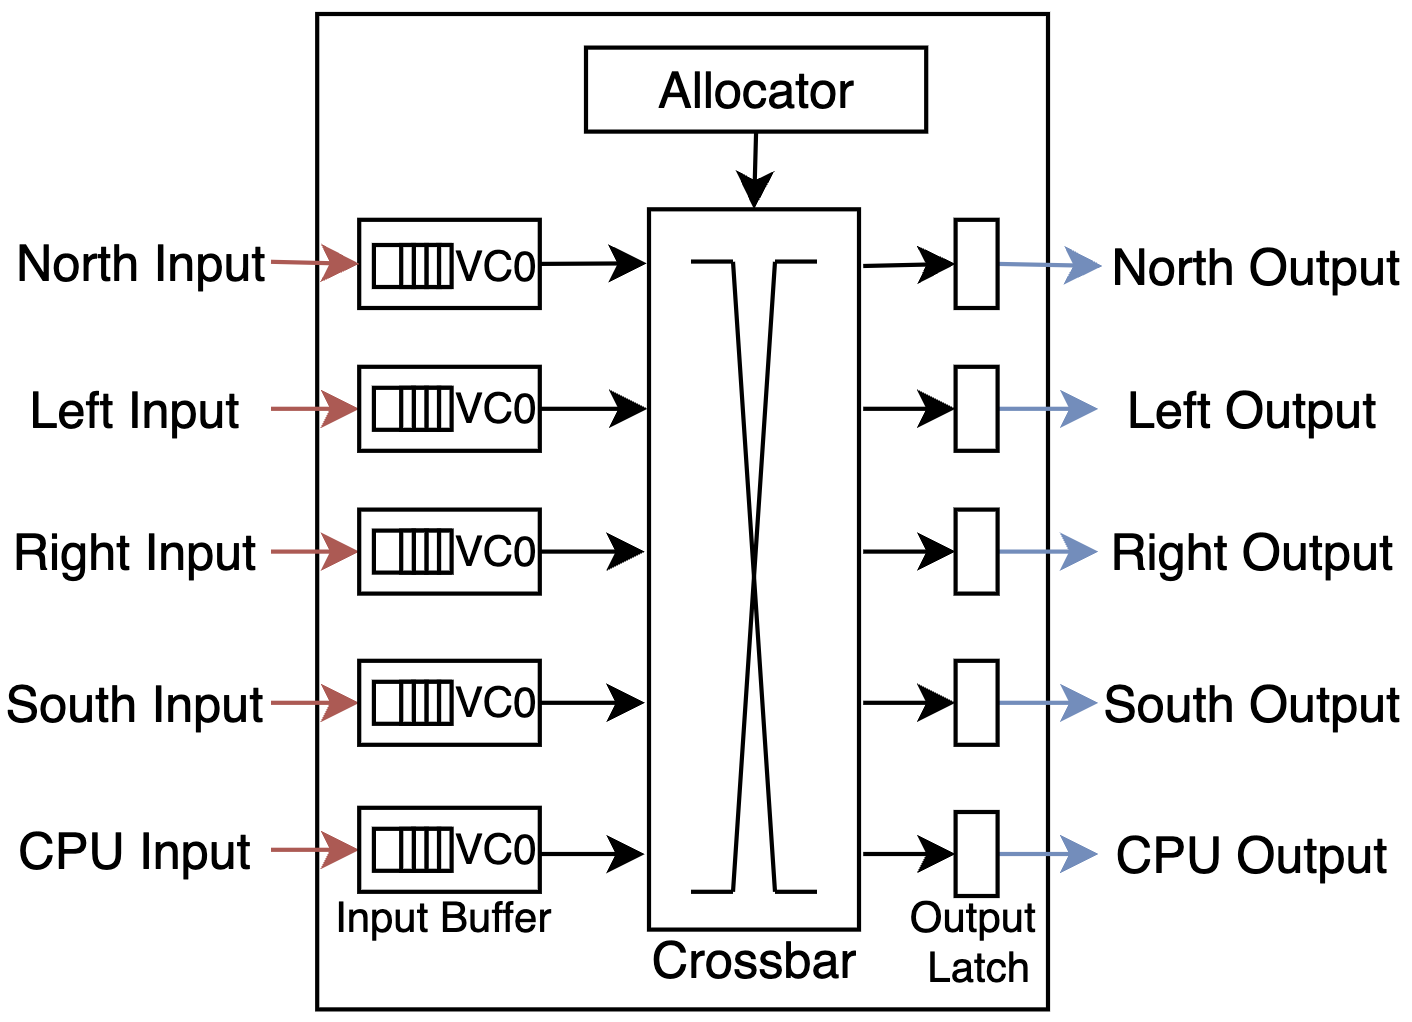 Allocator
North Input
VC0
North Output
Left Input
VC0
Left Output
Right Input
VC0
Right Output
South Input
VC0
South Output
CPU Input
VC0
CPU Output
Input Buffer
Crossbar
Output
Latch